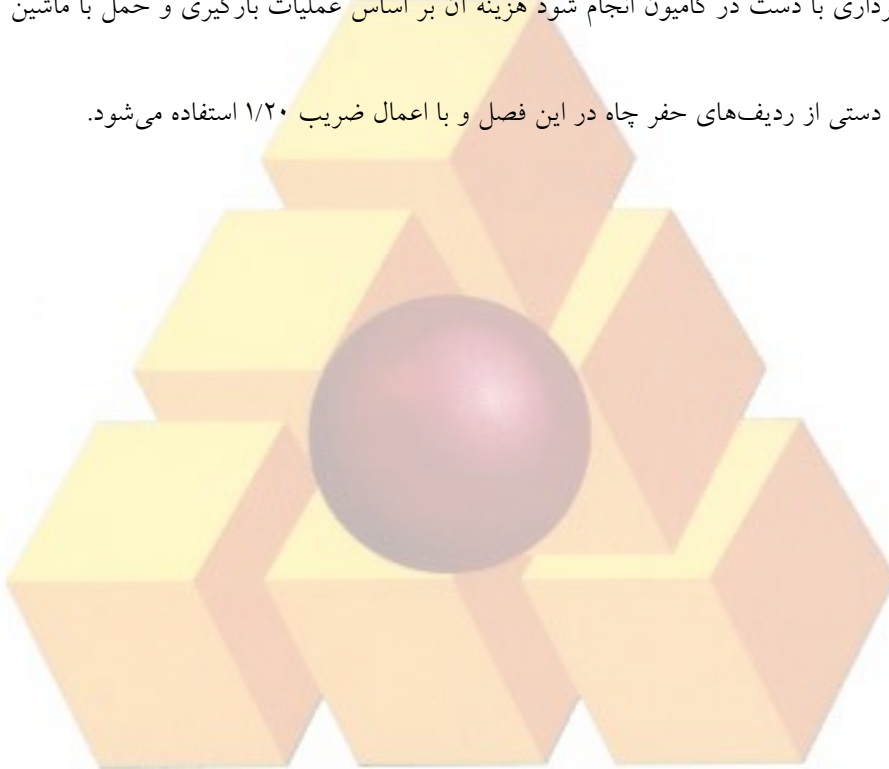 رداری با دست در کامیون انجام شود هزینه آن بر اساس عملیات بارگیری و حمل با ماشین
دستی از ردیف‌های حفر چاه در این فصل و با اعمال ضریب ۱/۲۰ استفاده می‌شود.